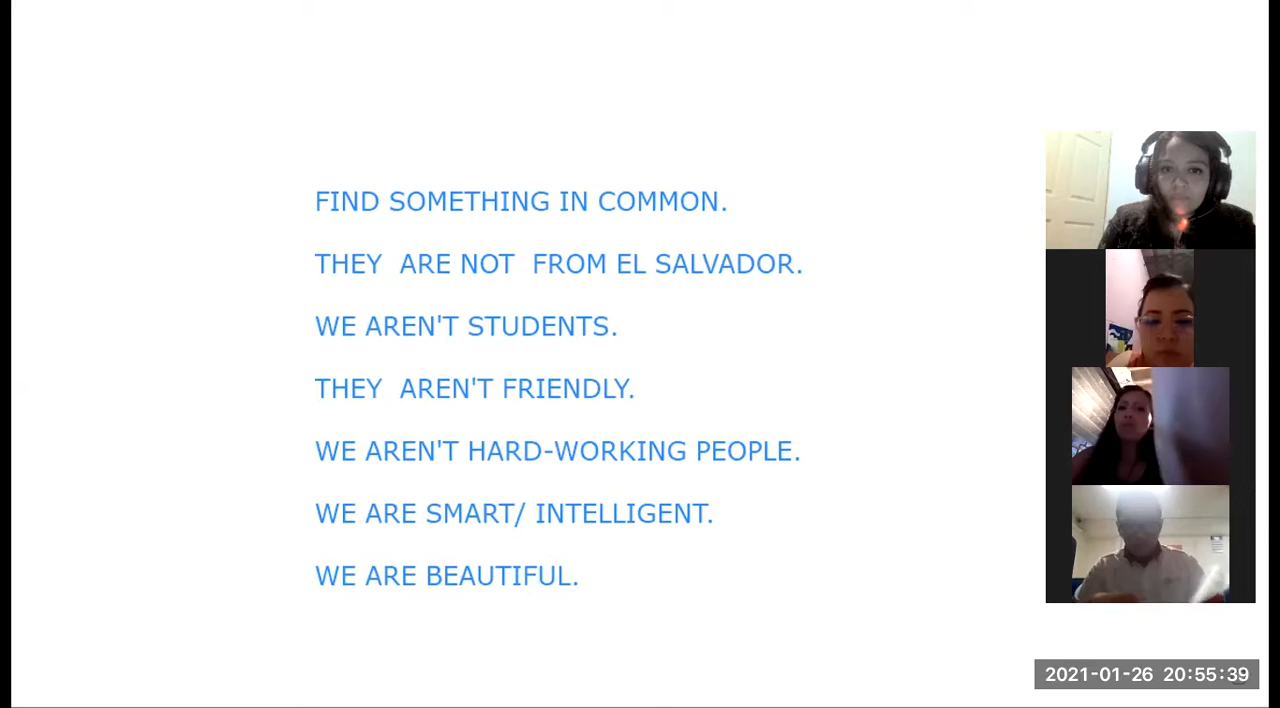 FIND SOMETHING IN COMMON.
THEY  ARE NOT  FROM EL SALVADOR.
WE AREN'T STUDENTS.
THEY  AREN'T FRIENDLY.
WE AREN'T HARD-WORKING PEOPLE.
WE ARE SMART/ INTELLIGENT.
WE ARE BEAUTIFUL.
2021-01-26  20:55:39